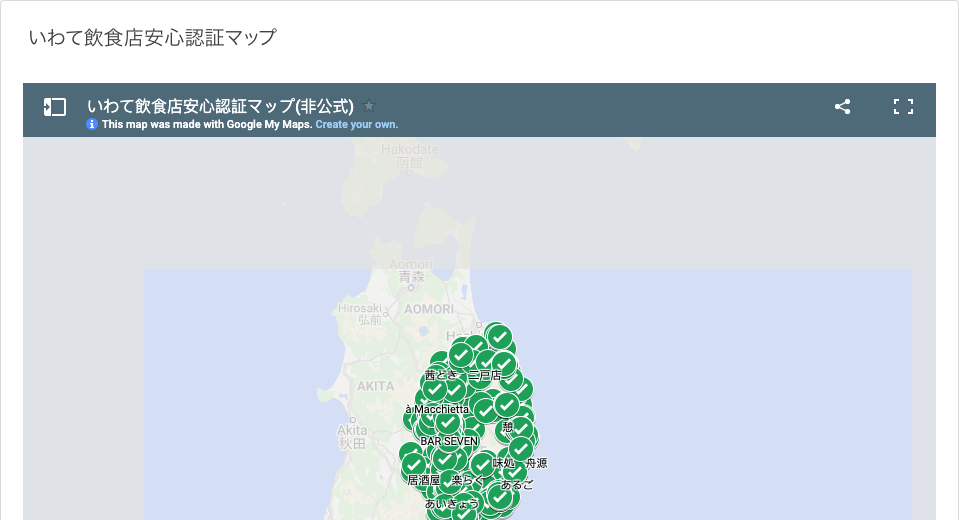 いわて飲食店安心認証マップ
いわて飲食店安心認証マップ(非公式)
This map was made with Google My Maps. Create your own.
Hakodate
函館
Aomori
青森
Hirosaki
弘前
AOMORI
茜とき
二戸店
AKITA
à Macchietta
憩
Akita
秋田
BAR SEVEN
味処
舟源
居酒屋
楽らく
あるご
あいきょう